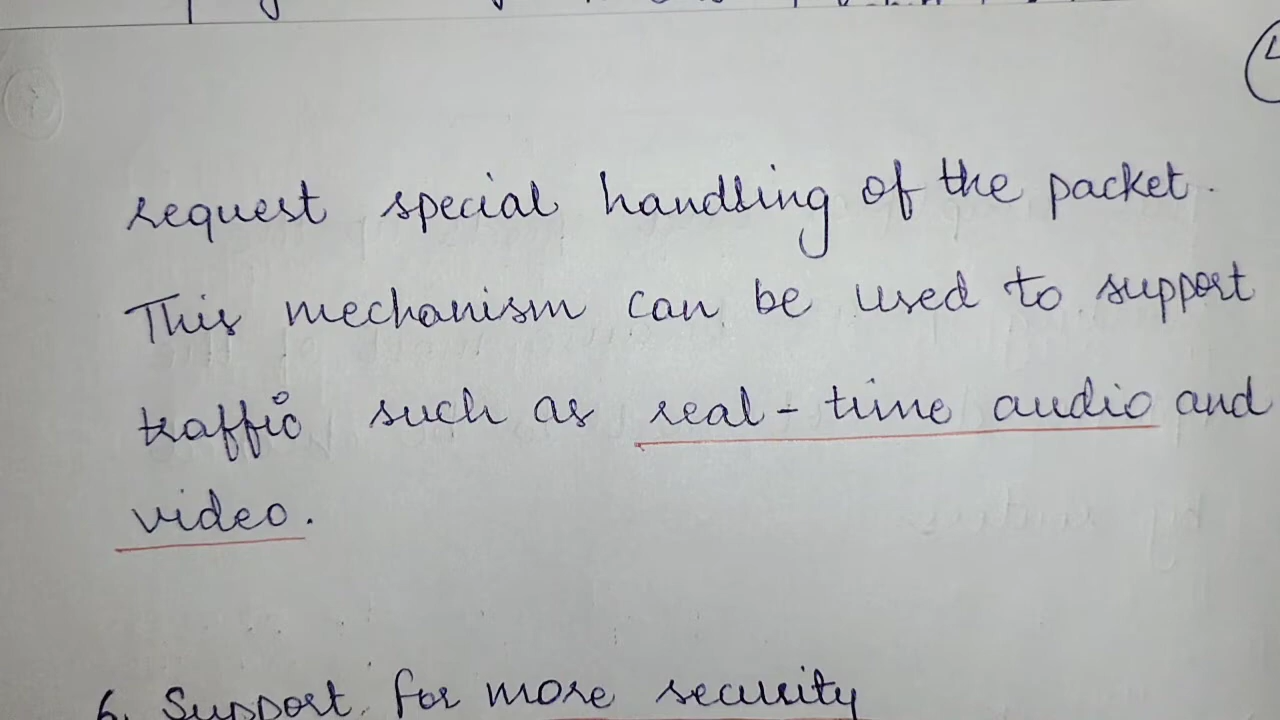 request special handling of the packet.
This mechanism can be used to support
traffic such as real-time audio and
video.
6. Support for more security